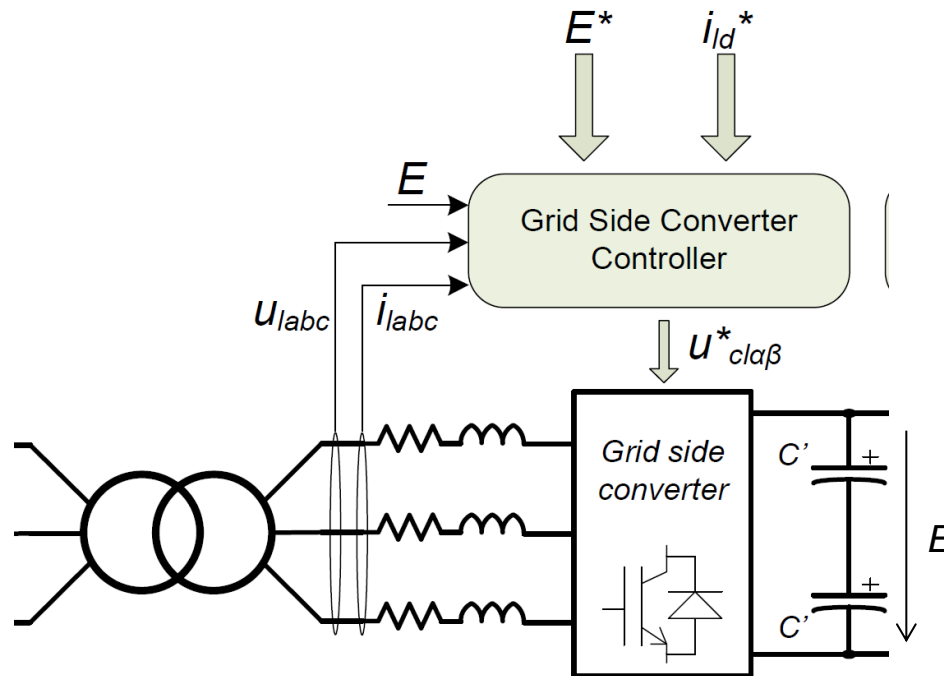 E*
i_ld*
E
Grid Side Converter
Controller
u_labc
i_labc
u*_clαβ
Grid side
converter
C'
+
E
+
C'